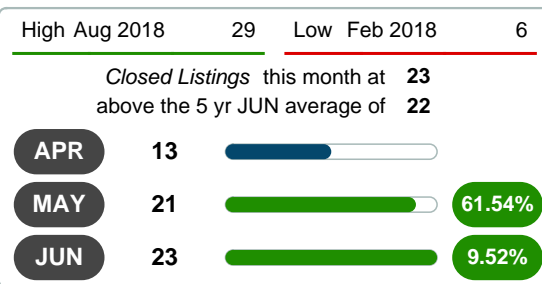 High Aug 2018 29 Low Feb 2018 6
Closed Listings this month at 23
above the 5 yr JUN average of 22
APR 13
MAY 21 61.54%
JUN 23 9.52%